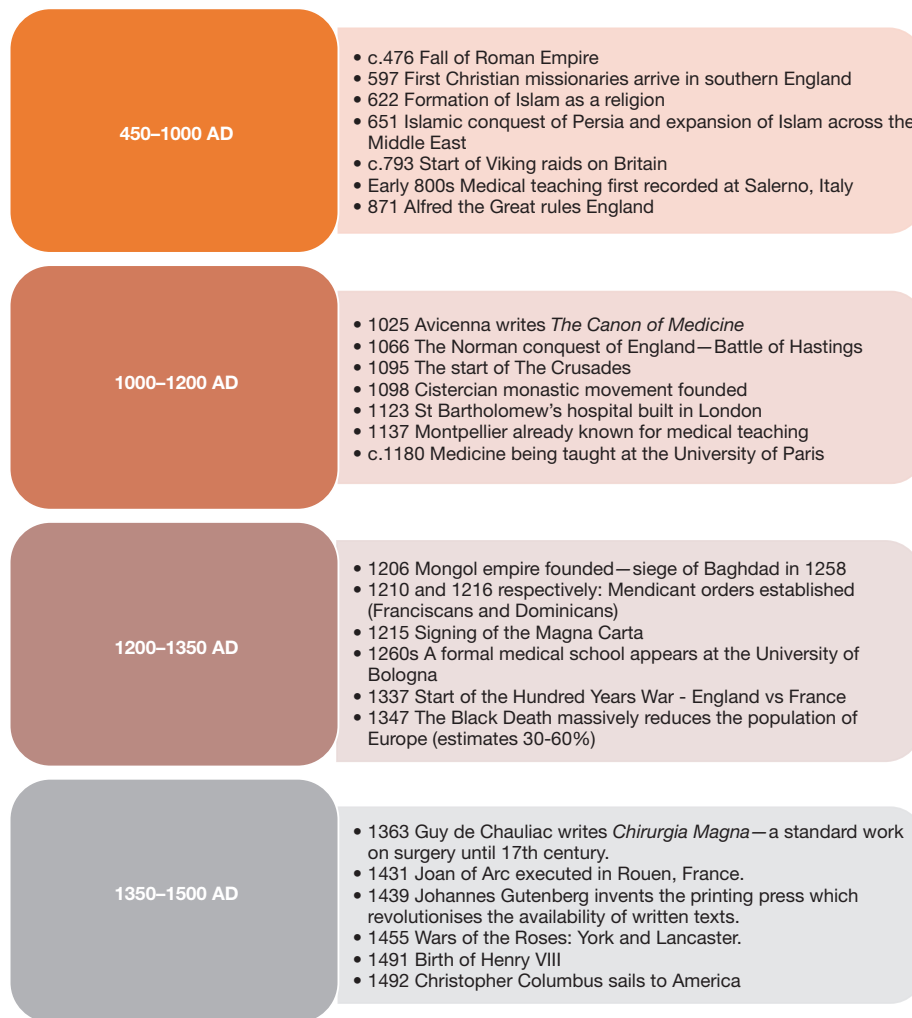 450–1000 AD
• c.476 Fall of Roman Empire
• 597 First Christian missionaries arrive in southern England
• 622 Formation of Islam as a religion
• 651 Islamic conquest of Persia and expansion of Islam across the
Middle East
• c.793 Start of Viking raids on Britain
• Early 800s Medical teaching first recorded at Salerno, Italy
• 871 Alfred the Great rules England
1000–1200 AD
• 1025 Avicenna writes The Canon of Medicine
• 1066 The Norman conquest of England—Battle of Hastings
• 1095 The start of The Crusades
• 1098 Cistercian monastic movement founded
• 1123 St Bartholomew's hospital built in London
• 1137 Montpellier already known for medical teaching
• c.1180 Medicine being taught at the University of Paris
1200–1350 AD
• 1206 Mongol empire founded—siege of Baghdad in 1258
• 1210 and 1216 respectively: Mendicant orders established
(Franciscans and Dominicans)
• 1215 Signing of the Magna Carta
• 1260s A formal medical school appears at the University of
Bologna
• 1337 Start of the Hundred Years War - England vs France
• 1347 The Black Death massively reduces the population of
Europe (estimates 30-60%)
1350–1500 AD
• 1363 Guy de Chauliac writes Chirurgia Magna—a standard work
on surgery until 17th century.
• 1431 Joan of Arc executed in Rouen, France.
• 1439 Johannes Gutenberg invents the printing press which
revolutionises the availability of written texts.
• 1455 Wars of the Roses: York and Lancaster.
• 1491 Birth of Henry VIII
• 1492 Christopher Columbus sails to America